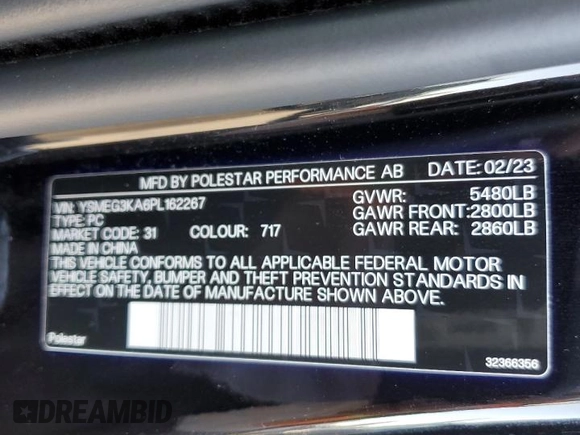 MFD BY POLESTAR PERFORMANCE AB DATE: 02/23
VIN: YSMEG3KA6PL162267 GVWR: 5480LB
TYPE: PC GAWR FRONT: 2800LB
MARKET CODE: 31 COLOUR: 717 GAWR REAR: 2860LB
MADE IN CHINA
THIS VEHICLE CONFORMS TO ALL APPLICABLE FEDERAL MOTOR
VEHICLE SAFETY, BUMPER AND THEFT PREVENTION STANDARDS IN
EFFECT ON THE DATE OF MANUFACTURE SHOWN ABOVE.
Polestar 32366356
DREAMBID